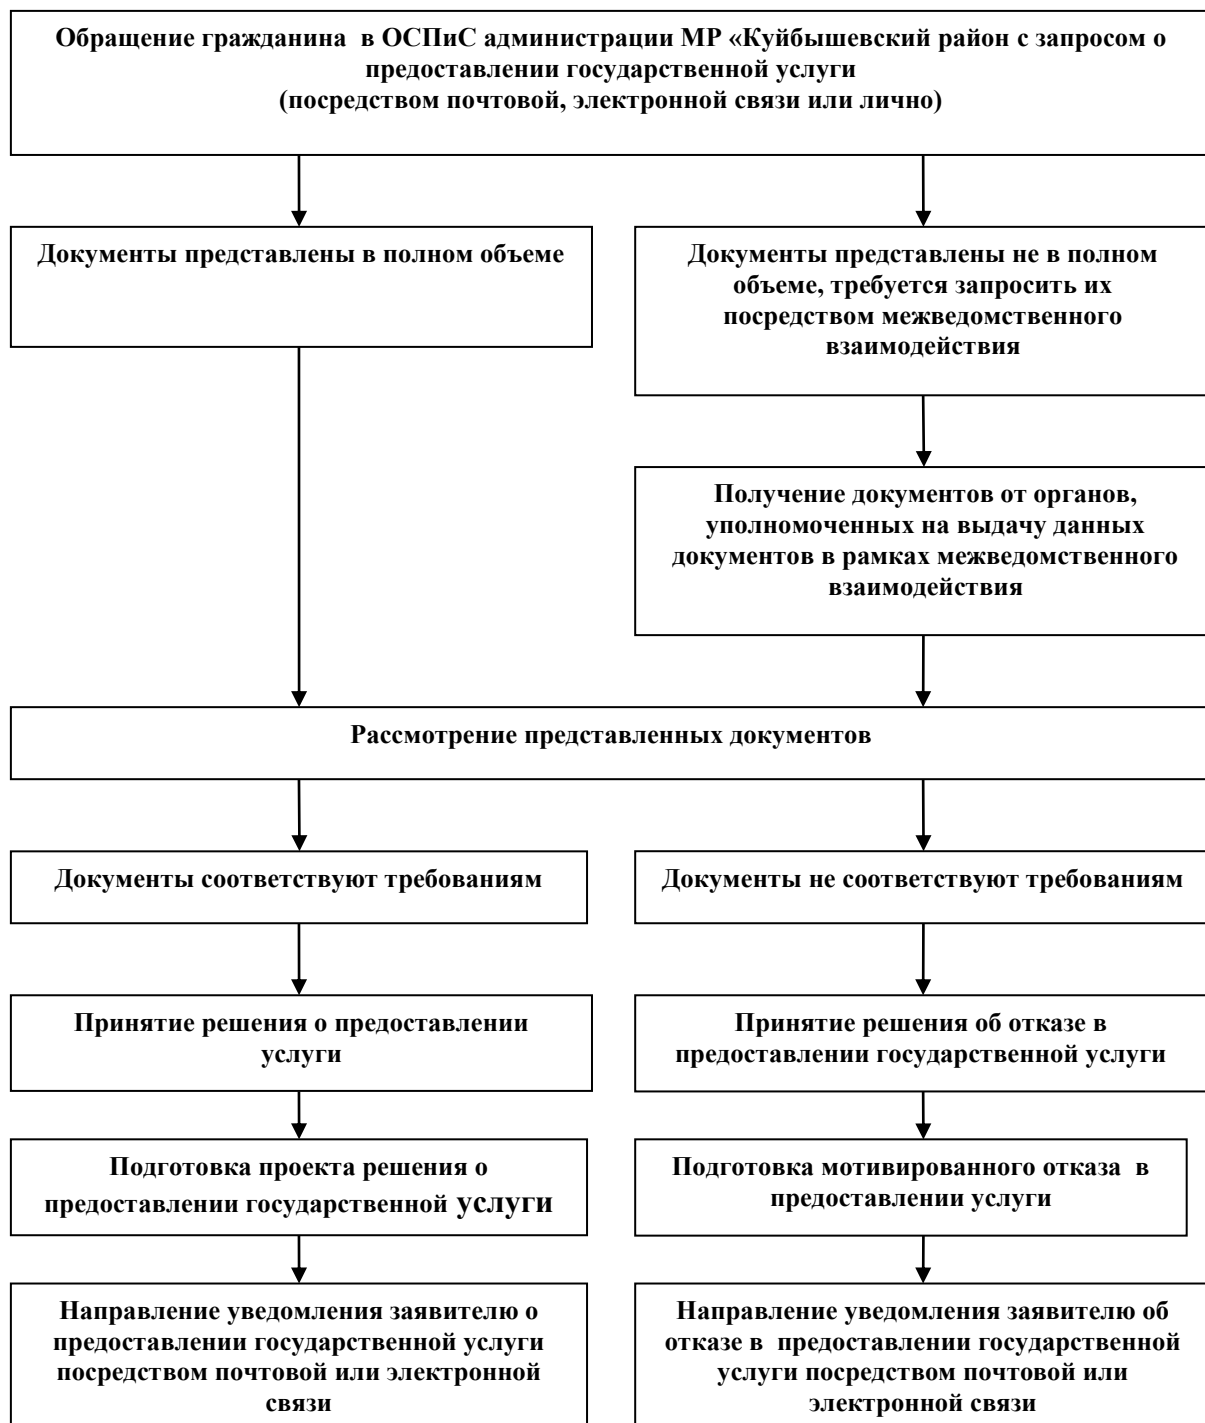 Обращение гражданина  в ОСПиС администрации МР «Куйбышевский район с запросом о
предоставлении государственной услуги
(посредством почтовой, электронной связи или лично)
Документы представлены в полном объеме
Документы представлены не в полном
объеме, требуется запросить их
посредством межведомственного
взаимодействия
Получение документов от органов,
уполномоченных на выдачу данных
документов в рамках межведомственного
взаимодействия
Рассмотрение представленных документов
Документы соответствуют требованиям
Документы не соответствуют требованиям
Принятие решения о предоставлении
услуги
Принятие решения об отказе в
предоставлении государственной услуги
Подготовка проекта решения о
предоставлении государственной услуги
Подготовка мотивированного отказа  в
предоставлении услуги
Направление уведомления заявителю о
предоставлении государственной услуги
посредством почтовой или электронной
связи
Направление уведомления заявителю об
отказе в  предоставлении государственной
услуги посредством почтовой или
электронной связи